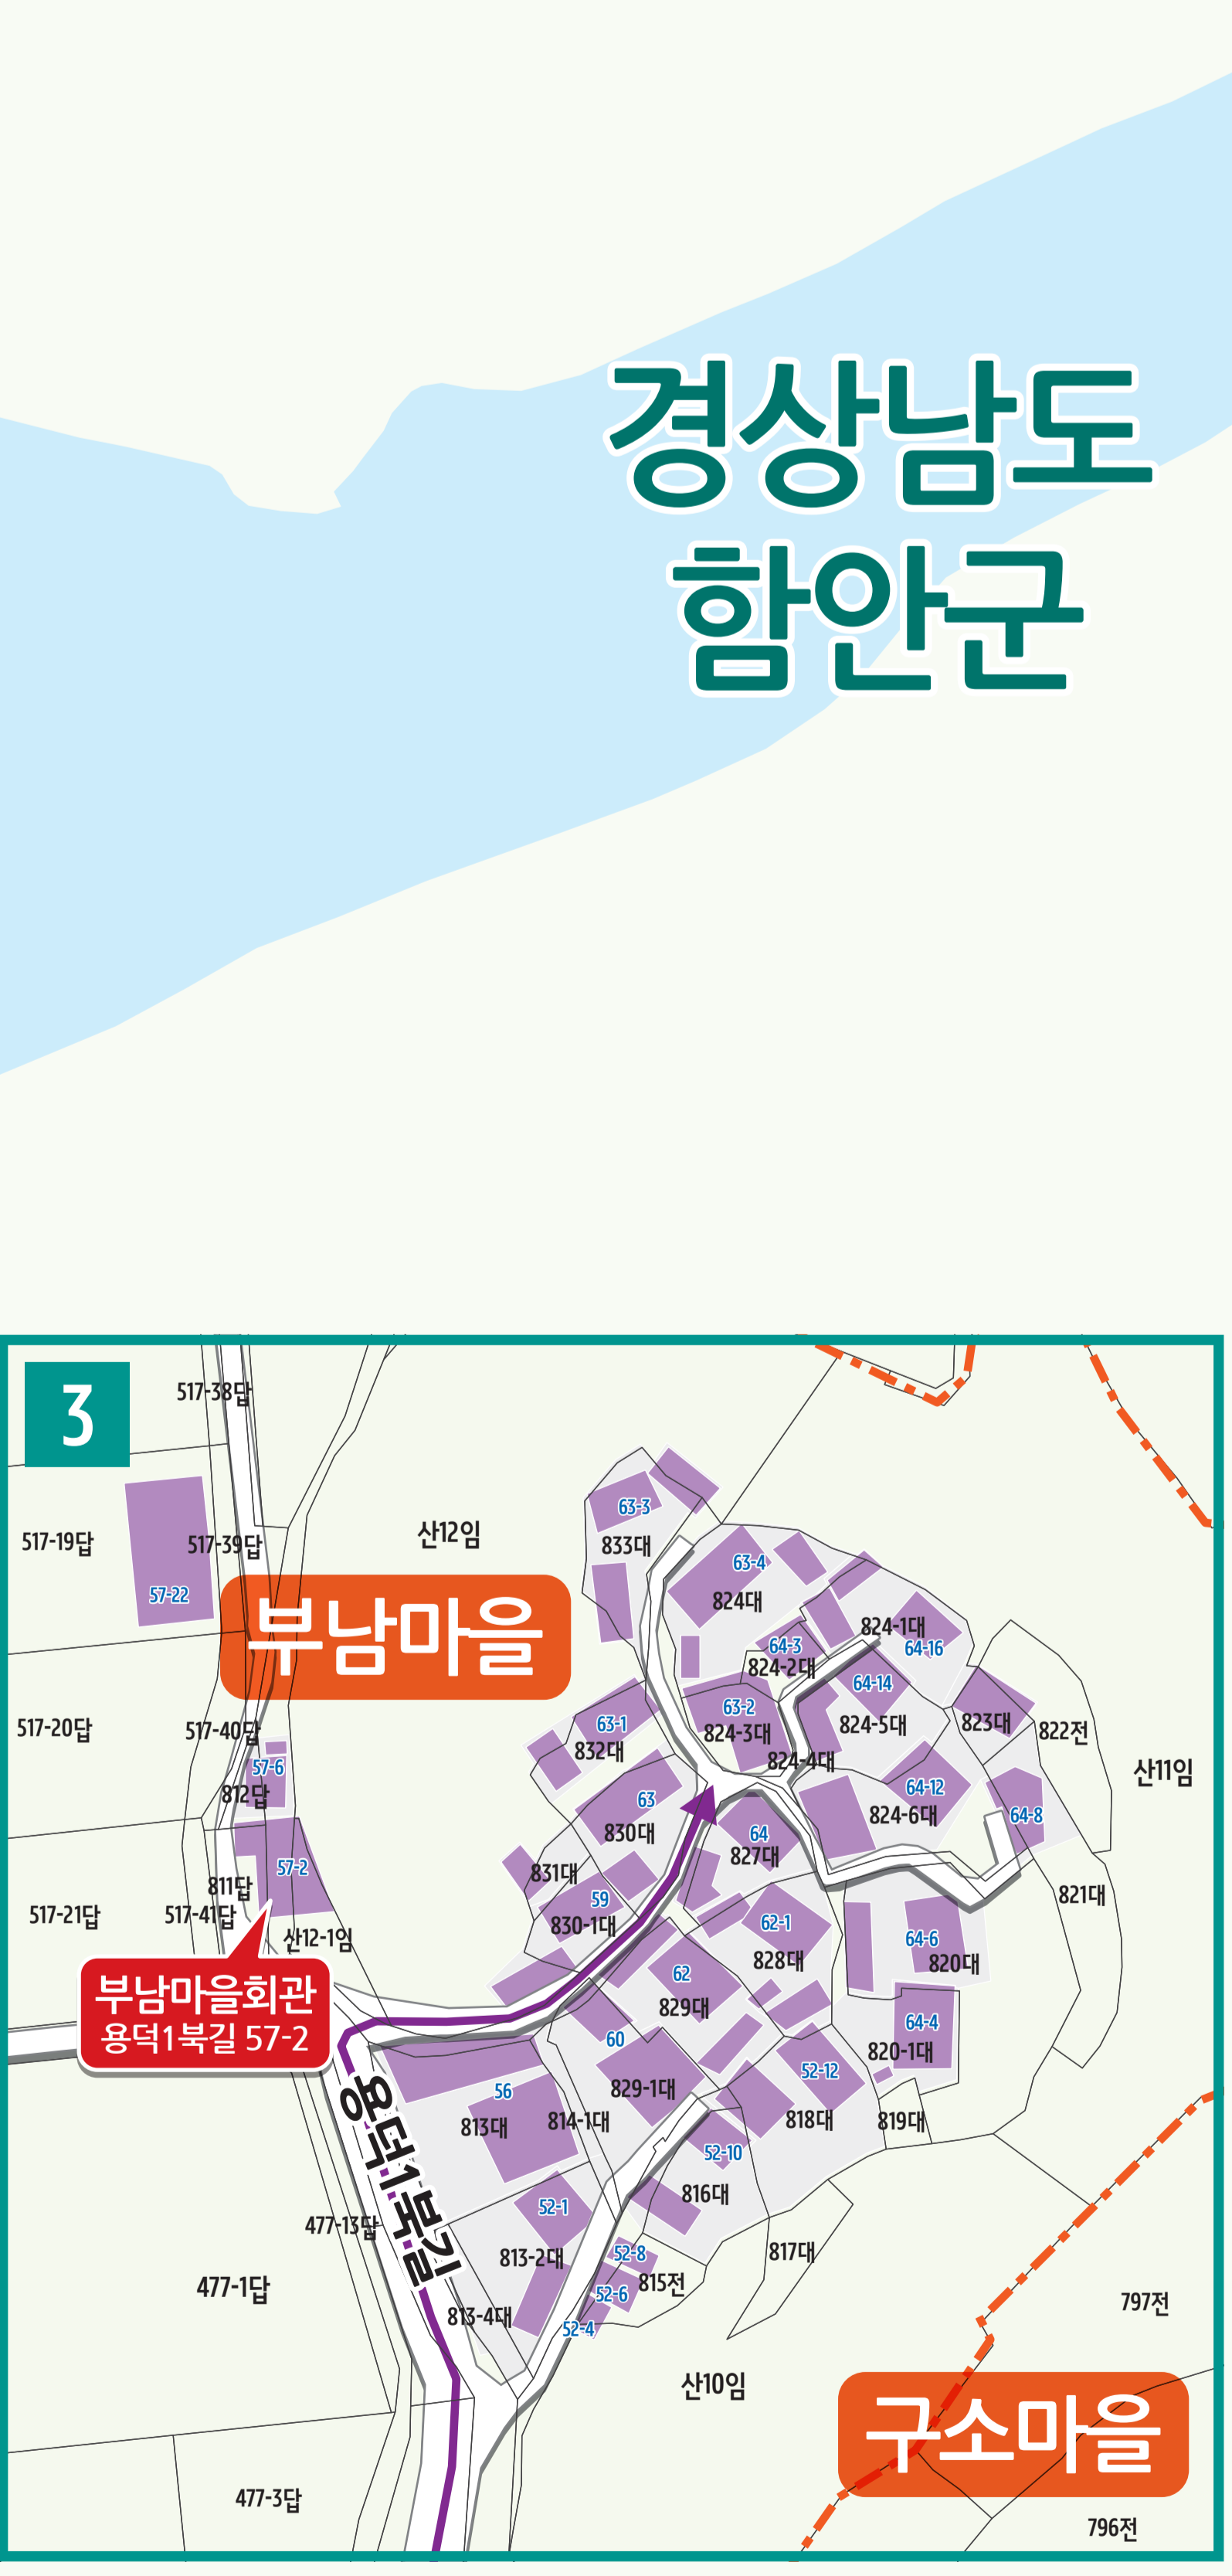 경상남도
함안군
3
517-38답
517-19답
517-39답
57-22
산12임
부남마을
63-3
833대
63-4
824대
824-1대
64-16
64-3
824-2대
64-14
63-2
824-3대
824-5대
823대
822전
63-1
832대
824-4대
산11임
517-20답
517-40답
57-6
812답
63
830대
64
827대
64-12
824-6대
64-8
57-2
811답
517-21답
517-41답
산12-1임
831대
59
830-1대
62-1
828대
821대
64-6
820대
부남마을회관
용덕1북길 57-2
62
829대
60
829-1대
64-4
820-1대
52-12
818대
819대
56
813대
814-1대
용덕1북길
52-10
816대
52-1
813-2대
477-13답
477-1답
52-8
815전
52-6
52-4
813-4대
817대
797전
산10임
구소마을
477-3답
796전